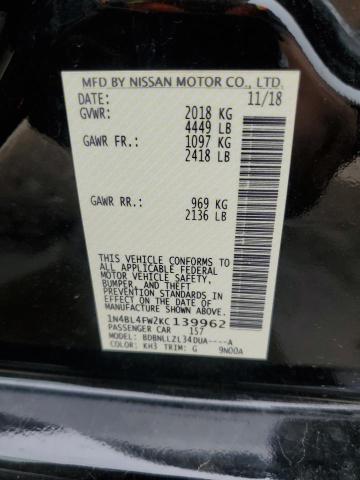 MFD BY NISSAN MOTOR CO., LTD.
DATE: 11/18
GVWR: 2018 KG
4449 LB
GAWR FR.: 1097 KG
2418 LB
GAWR RR.: 969 KG
2136 LB
THIS VEHICLE CONFORMS TO
ALL APPLICABLE FEDERAL
MOTOR VEHICLE SAFETY,
BUMPER, AND THEFT
PREVENTION STANDARDS IN
EFFECT ON THE DATE OF
MANUFACTURE SHOWN ABOVE.
1N4BL4FW2KC139962
PASSENGER CAR 157
MODEL: BDBNLLZL34DUA----A
COLOR: KH3 TRIM: G 9N00A